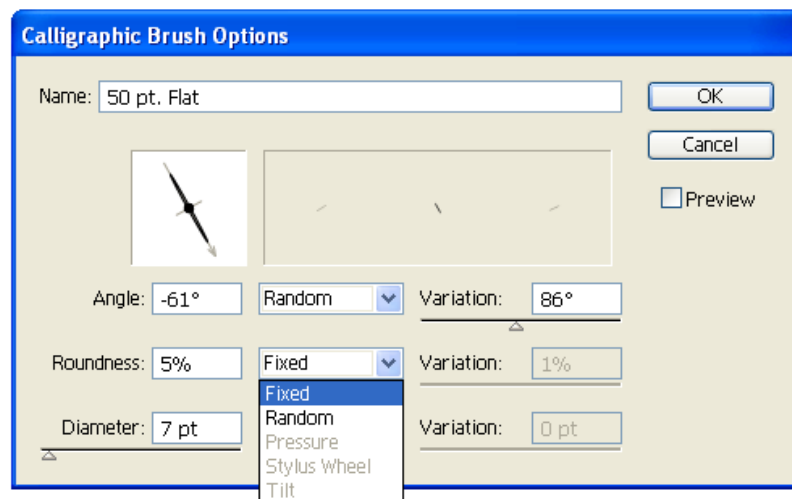 Calligraphic Brush Options
Name: 50 pt. Flat
OK
Cancel
Preview
Angle: -61° Random Variation: 86°
Roundness: 5% Fixed Variation: 1%
Fixed
Random
Diameter: 7 pt Variation: 0 pt
Pressure
Stylus Wheel
Tilt